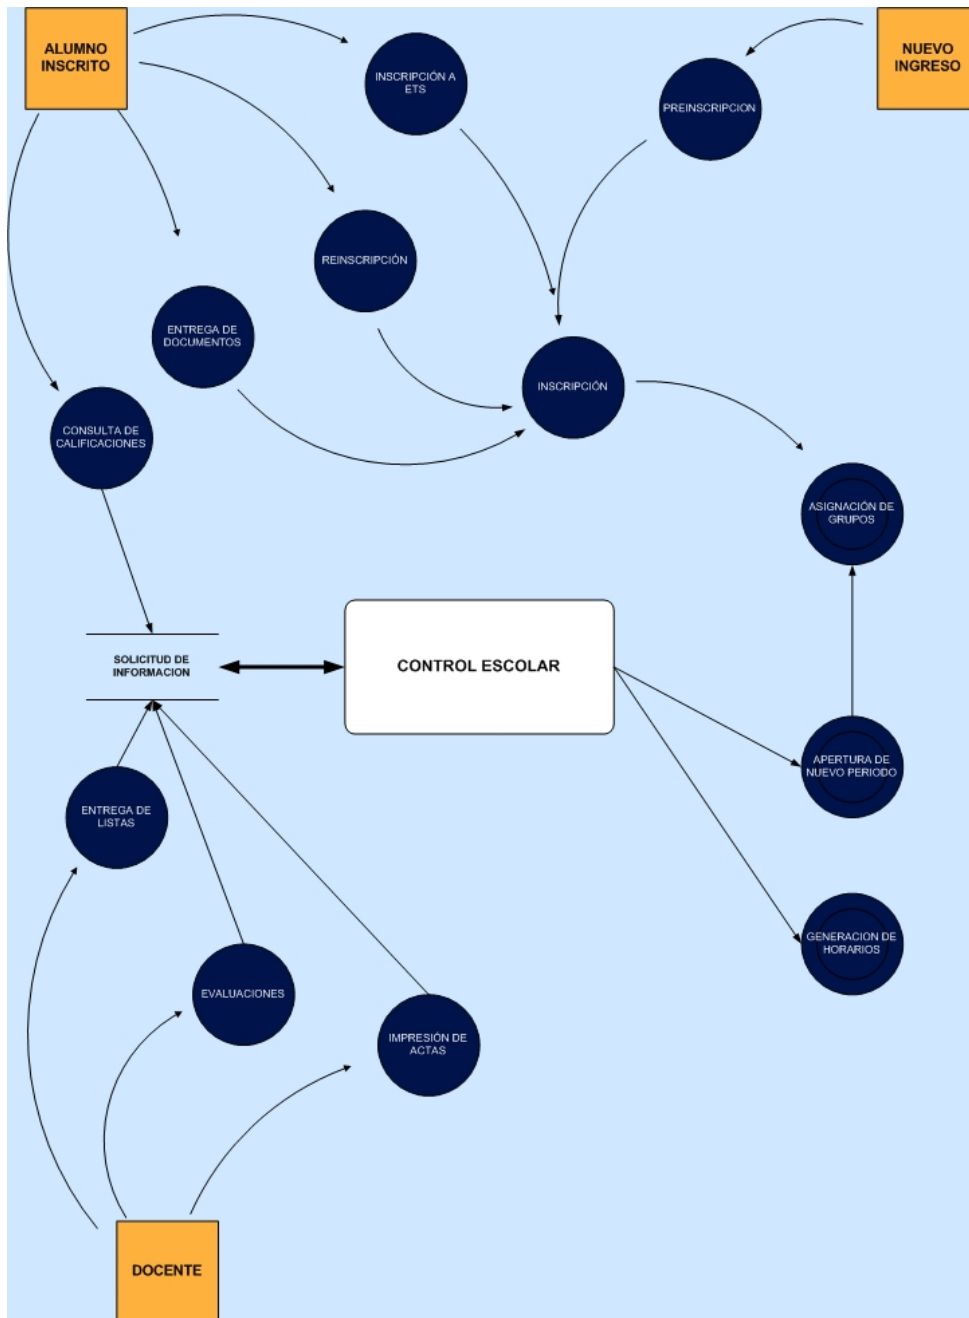 ALUMNO
INSCRITO
INSCRIPCIÓN A
ETS
NUEVO
INGRESO
PREINSCRIPCION
REINSCRIPCIÓN
ENTREGA DE
DOCUMENTOS
INSCRIPCIÓN
CONSULTA DE
CALIFICACIONES
ASIGNACIÓN DE
GRUPOS
SOLICITUD DE
INFORMACION
CONTROL ESCOLAR
APERTURA DE
NUEVO PERIODO
ENTREGA DE
LISTAS
GENERACION DE
HORARIOS
EVALUACIONES
IMPRESIÓN DE
ACTAS
DOCENTE